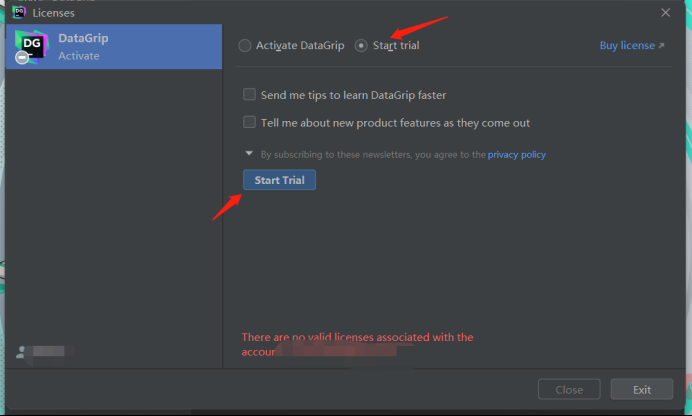 Licenses
DG
DataGrip
Activate
Activate DataGrip
Start trial
Buy license ↗
Send me tips to learn DataGrip faster
Tell me about new product features as they come out
By subscribing to these newsletters, you agree to the privacy policy
Start Trial
There are no valid licenses associated with the
Close
Exit